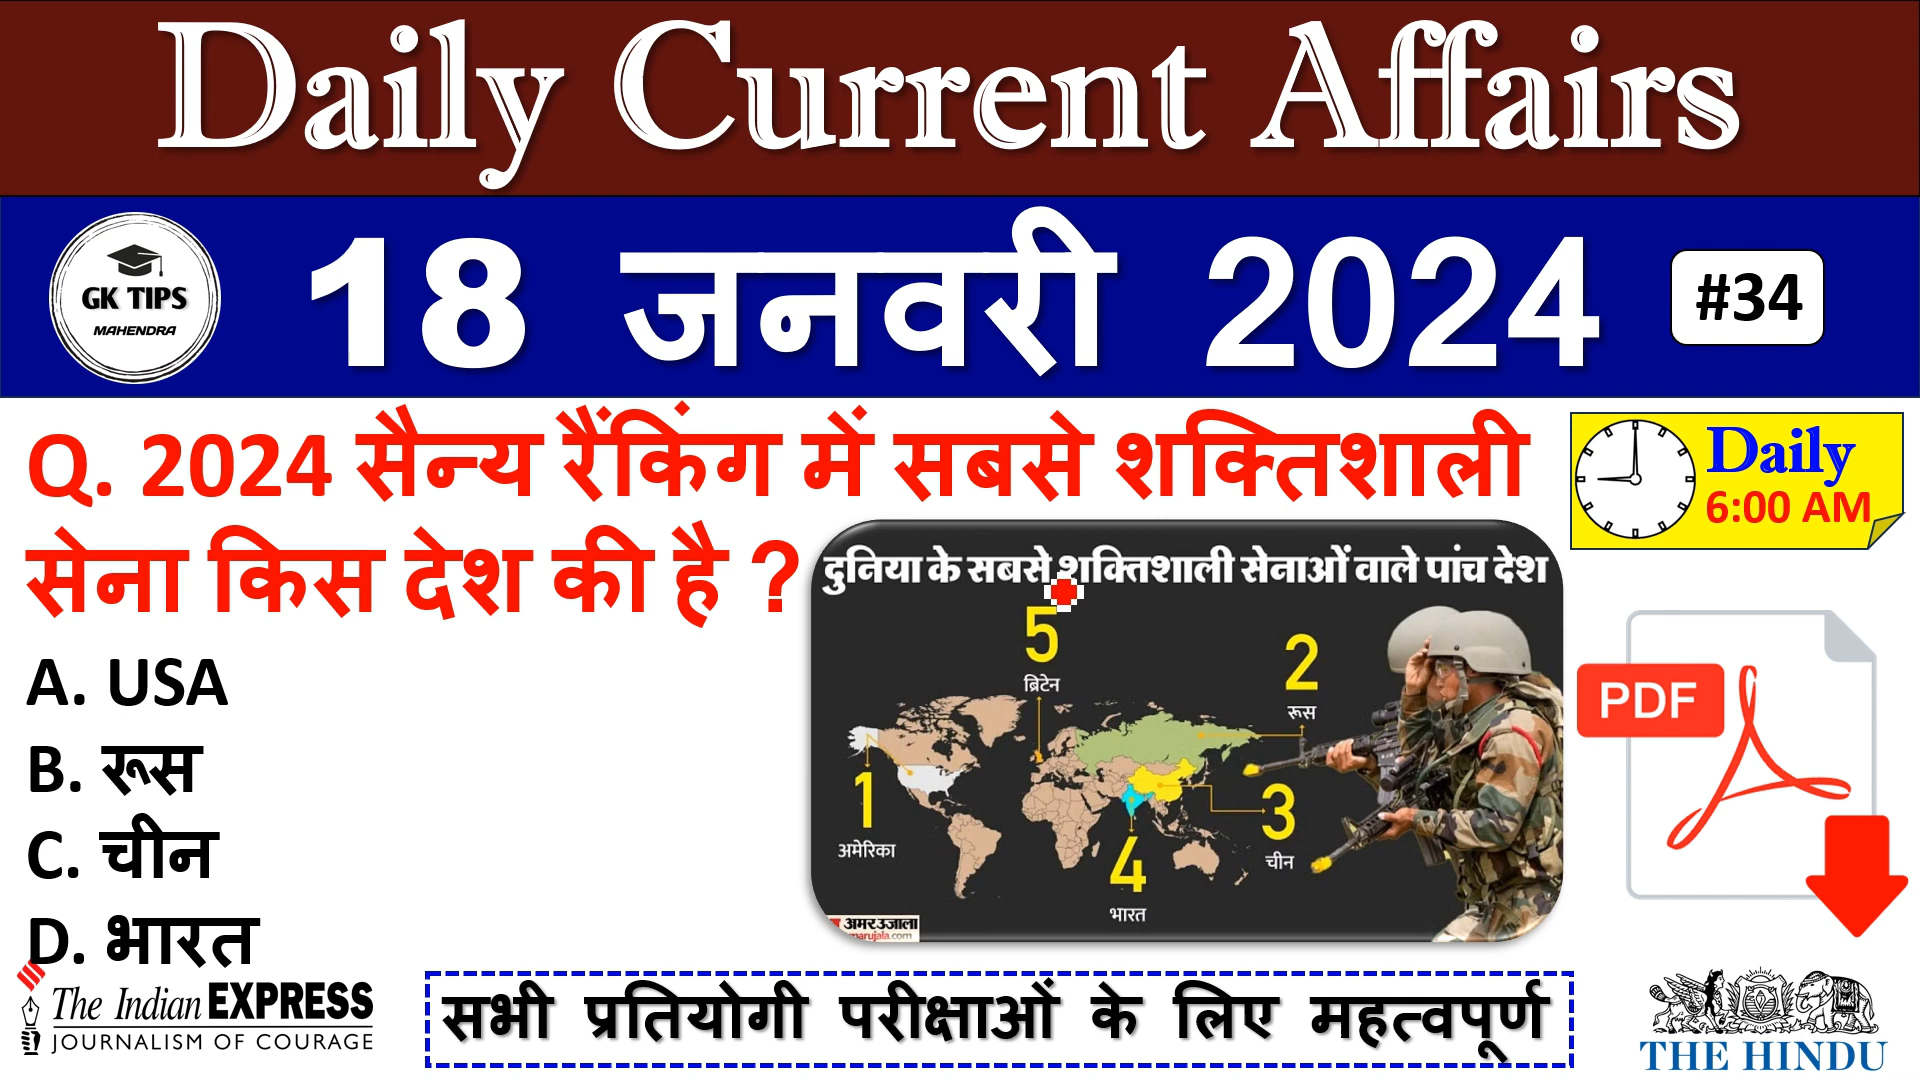 Daily Current Affairs
GK TIPS
MAHENDRA
18 जनवरी 2024
#34
Q. 2024 सैन्य रैंकिंग में सबसे शक्तिशाली
सेना किस देश की है ?
Daily
6:00 AM
A. USA
B. रूस
C. चीन
D. भारत
दुनिया के सबसे शक्तिशाली सेनाओं वाले पांच देश
5
ब्रिटेन
2
रूस
1
अमेरिका
3
चीन
4
भारत
अमरउजाला
marujala.com
PDF
The Indian EXPRESS
JOURNALISM OF COURAGE
सभी प्रतियोगी परीक्षाओं के लिए महत्वपूर्ण
THE HINDU